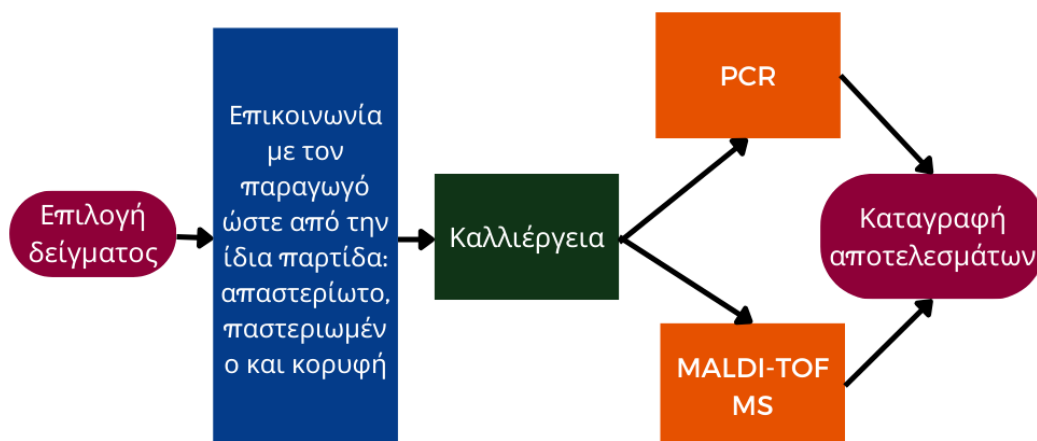 Επιλογή
δείγματος
Επικοινωνία
με τον
παραγωγό
ώστε από την
ίδια παρτίδα:
απαστερίωτο,
παστεριωμέν
ο και κορυφή
Καλλιέργεια
PCR
MALDI-TOF
MS
Καταγραφή
αποτελεσμάτων